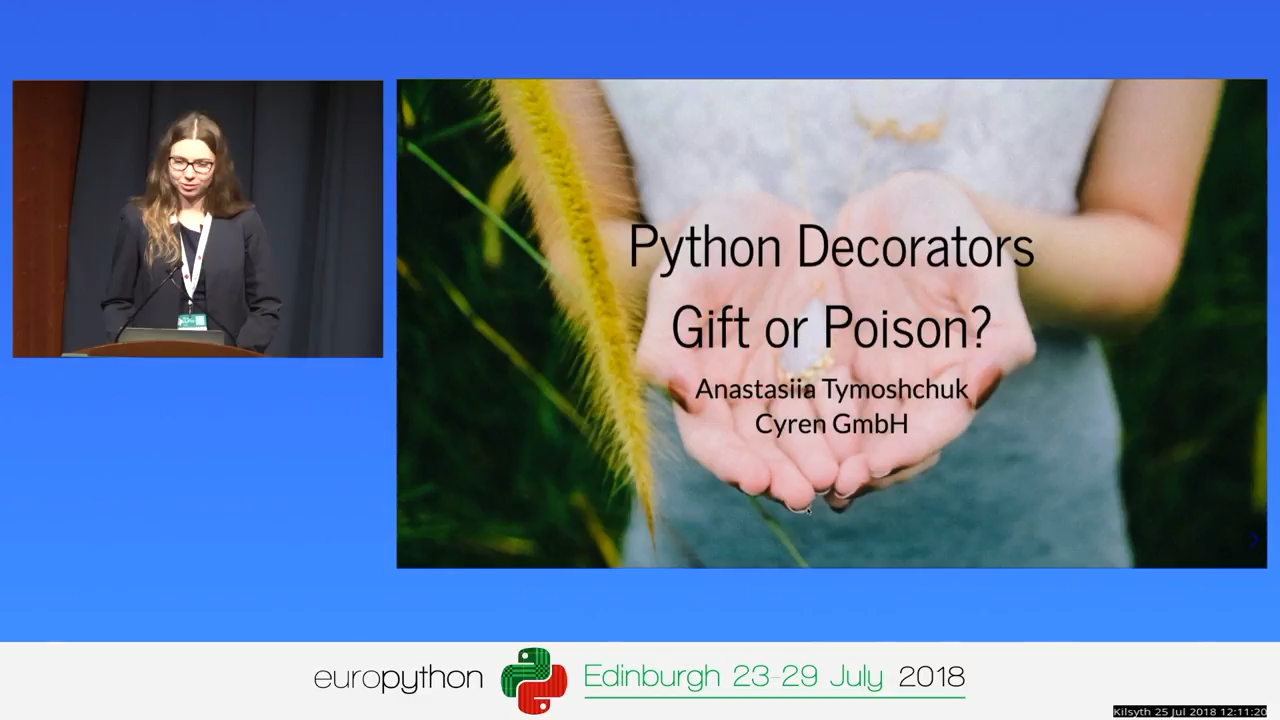 Python Decorators
Gift or Poison?
Anastasiia Tymoshchuk
Cyren GmbH
europython Edinburgh 23-29 July 2018
Kilsyth 25 Jul 2018 12:11:20